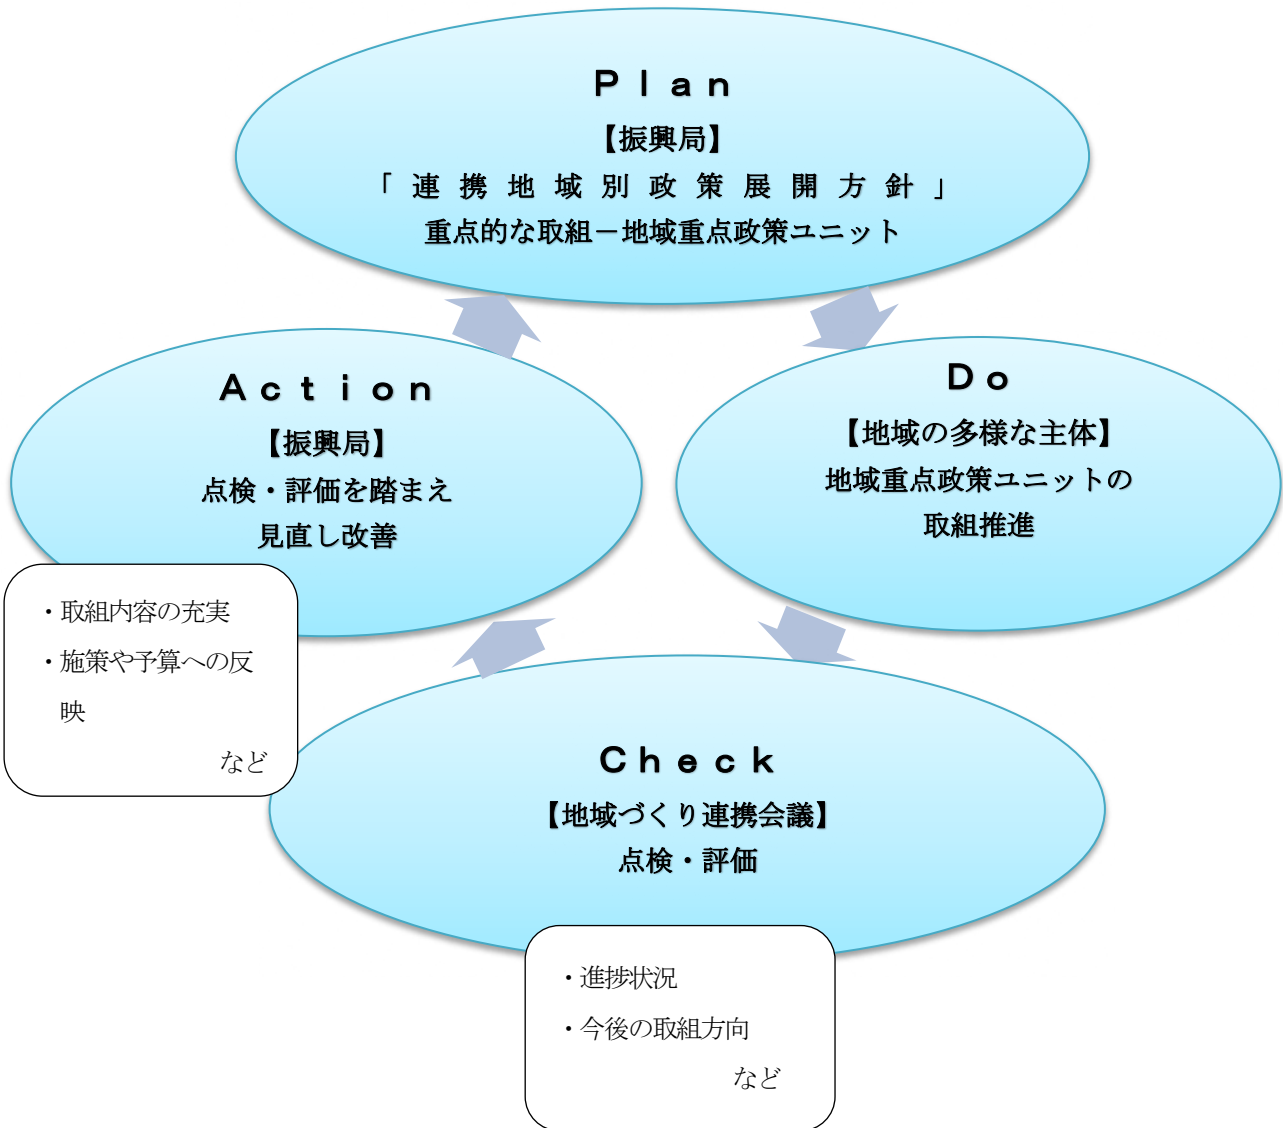 Ｐｌａｎ
【振興局】
「連携地域別政策展開方針」
重点的な取組－地域重点政策ユニット
Ａｃｔｉｏｎ
【振興局】
点検・評価を踏まえ
見直し改善
・取組内容の充実
・施策や予算への反
映
など
Ｄｏ
【地域の多様な主体】
地域重点政策ユニットの
取組推進
Ｃｈｅｃｋ
【地域づくり連携会議】
点検・評価
・進捗状況
・今後の取組方向
など